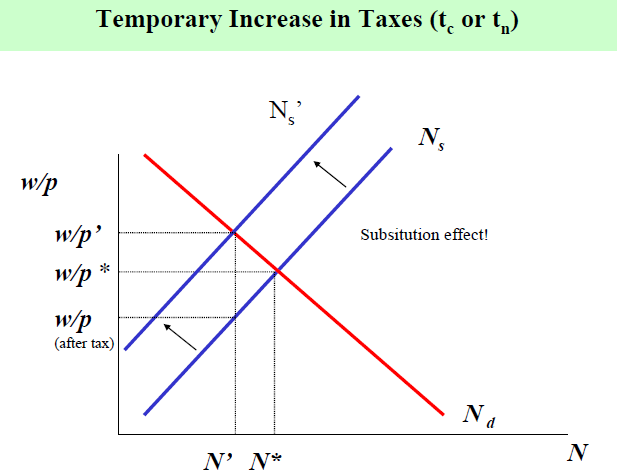 Temporary Increase in Taxes (tc or tn)
Ns’
Ns
w/p
w/p’
Subsitution effect!
w/p *
w/p
(after tax)
Nd
N
N’ N*